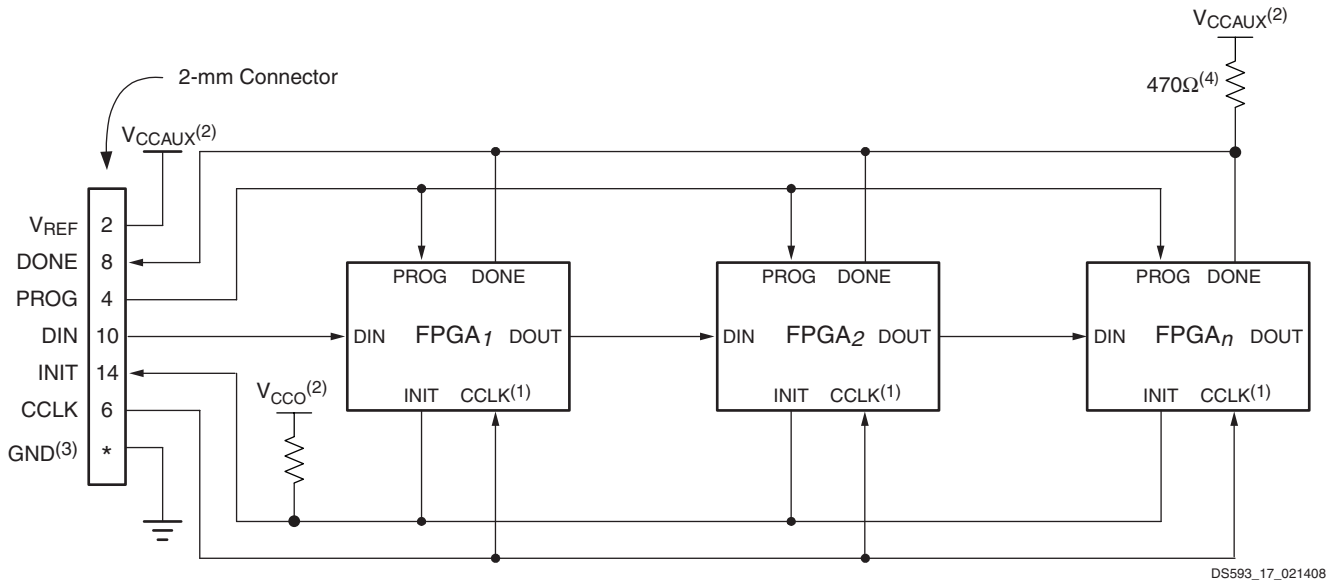 VCCAUX(2)
470Ω(4)
2-mm Connector
VCCAUX(2)
VREF 2
DONE 8
PROG 4
DIN 10
INIT 14
CCLK 6
GND(3) *
PROG DONE
DIN FPGA1 DOUT
INIT CCLK(1)
PROG DONE
DIN FPGA2 DOUT
INIT CCLK(1)
PROG DONE
DIN FPGAn DOUT
INIT CCLK(1)
VCCO(2)
DS593_17_021408